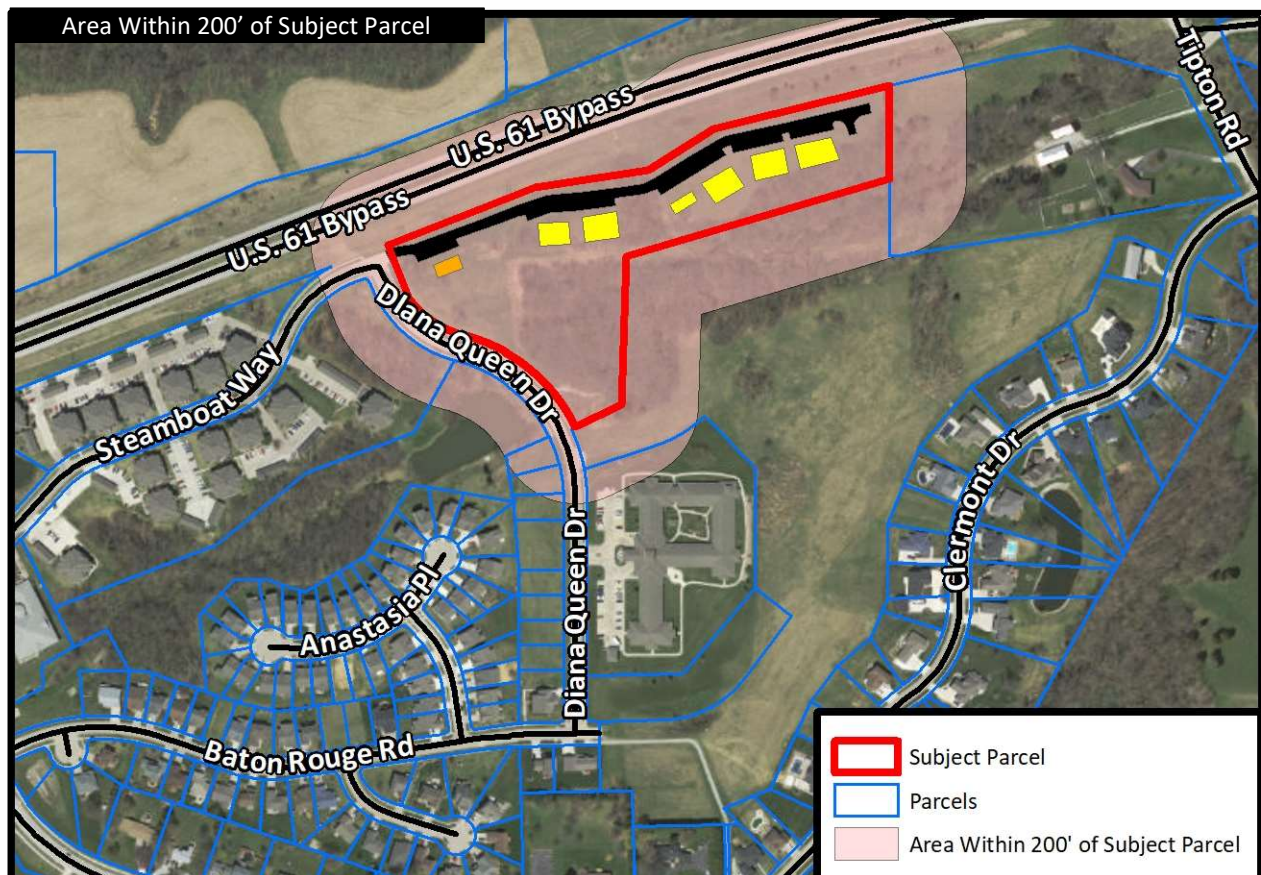 Area Within 200’ of Subject Parcel
Tipton Rd
U.S. 61 Bypass
U.S. 61 Bypass
DIana Queen Dr
Steamboat Way
Clermont Dr
Diana Queen Dr
Anastasia Pl
Baton Rouge Rd
Subject Parcel
Parcels
Area Within 200' of Subject Parcel